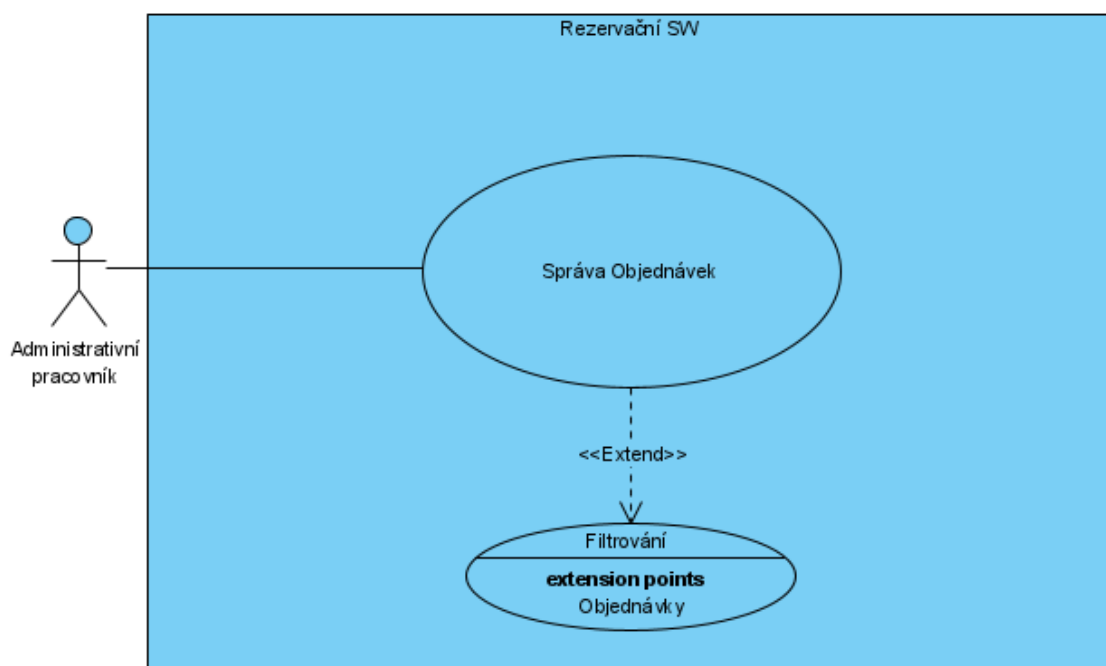 Rezervační SW
Správa Objednávek
Administrativní
pracovník
<<Extend>>
Filtrování
extension points
Objednávky